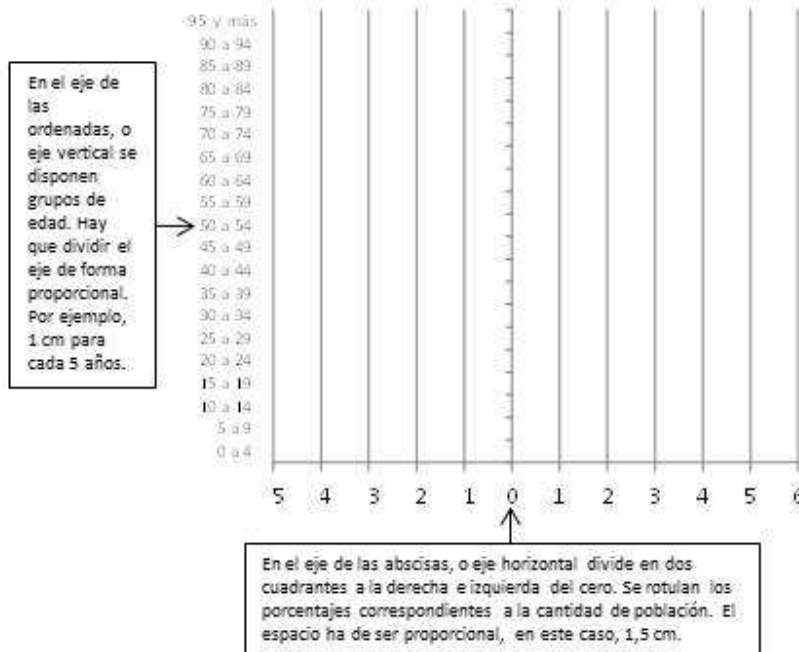 -95 y más
90 a 94
85 a 89
80 a 84
75 a 79
70 a 74
65 a 69
60 a 64
55 a 59
50 a 54
45 a 49
40 a 44
35 a 39
30 a 34
25 a 29
20 a 24
15 a 19
10 a 14
5 a 9
0 a 4
En el eje de
las
ordenadas, o
eje vertical se
disponen
grupos de
edad. Hay
que dividir el
eje de forma
proporcional.
Por ejemplo,
1 cm para
cada 5 años.
5 4 3 2 1 0 1 2 3 4 5 6
En el eje de las abscisas, o eje horizontal divide en dos
cuadrantes a la derecha e izquierda del cero. Se rotulan los
porcentajes correspondientes a la cantidad de población. El
espacio ha de ser proporcional, en este caso, 1,5 cm.